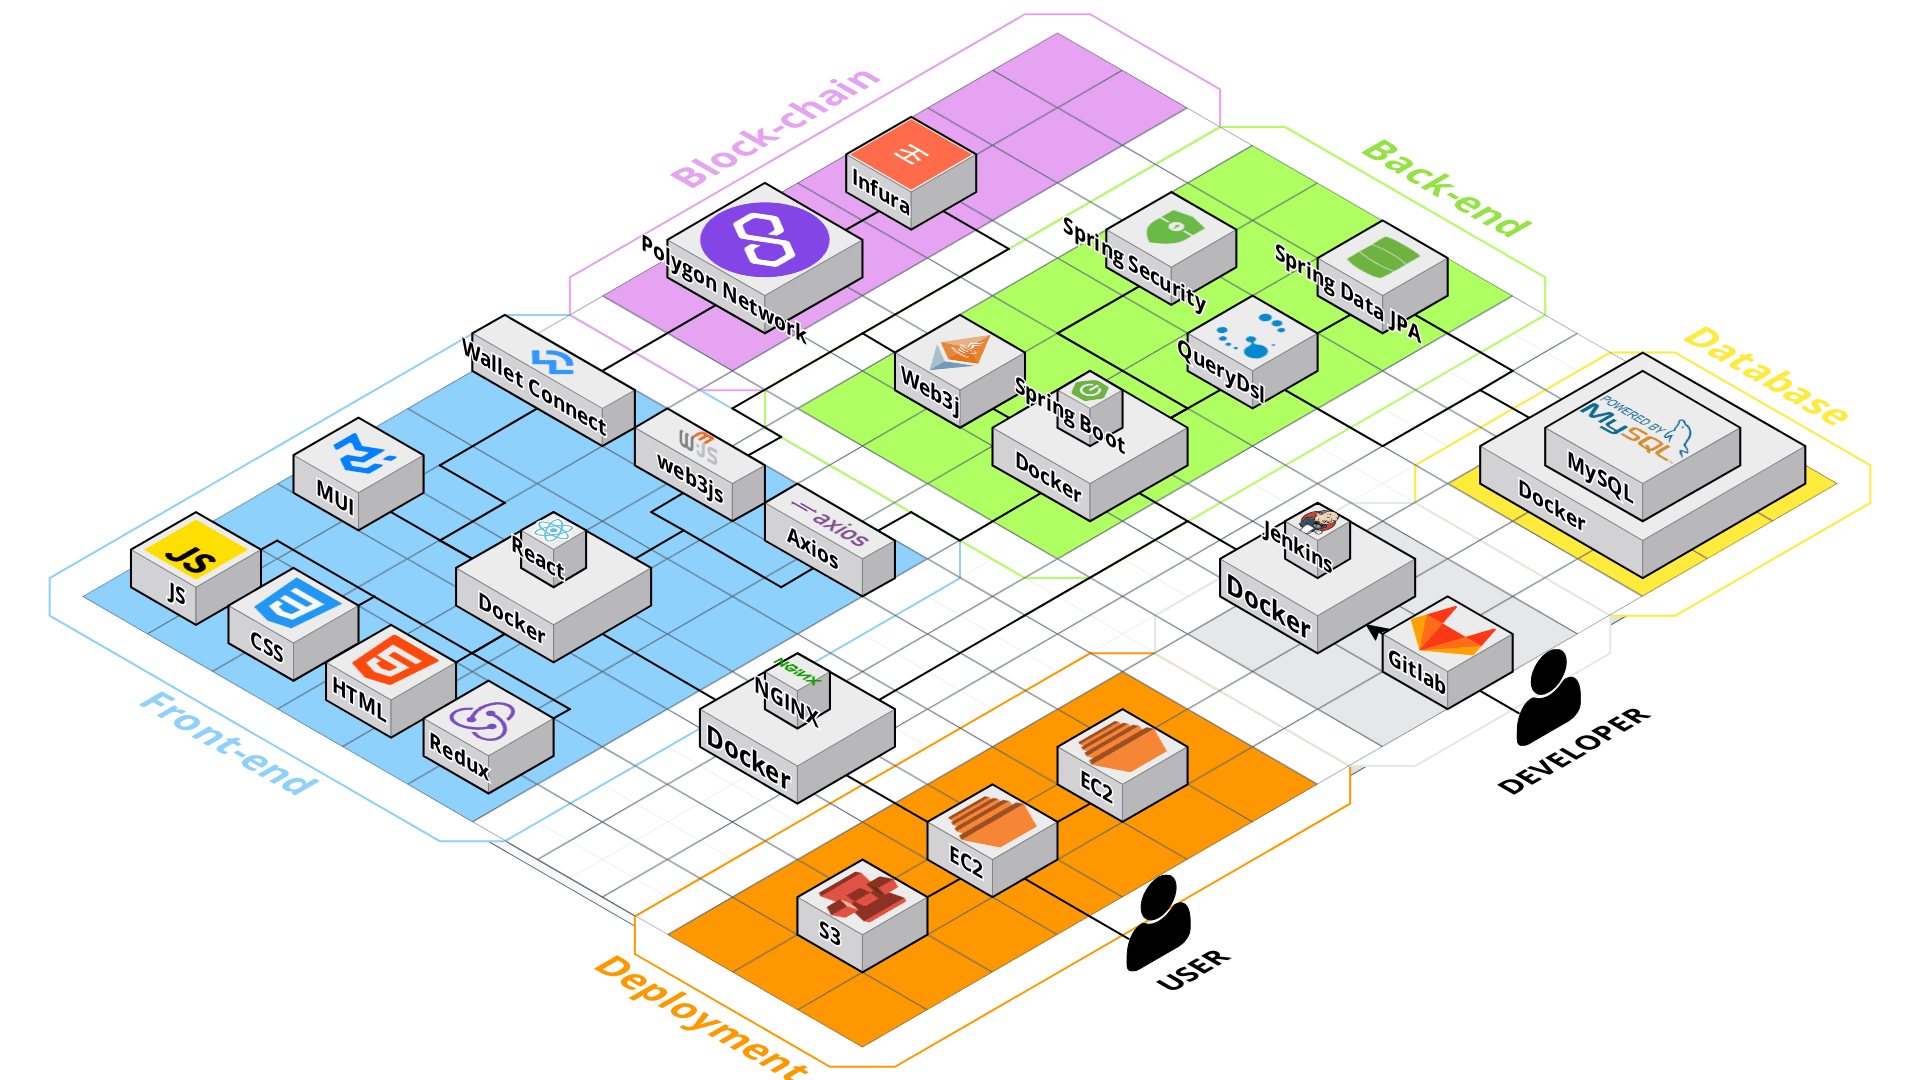 Block-chain
Infura
Polygon Network
Back-end
Spring Security
Spring Data JPA
QueryDsl
Web3j
Spring Boot
Docker
Database
POWERED BY
MySQL
MySQL
Docker
Wallet Connect
W3JS
web3js
axios
Axios
MUI
React
Docker
JS
JS
CSS
HTML
Redux
Front-end
NGINX
NGINX
Docker
Jenkins
Docker
Gitlab
DEVELOPER
EC2
EC2
S3
USER
Deployment